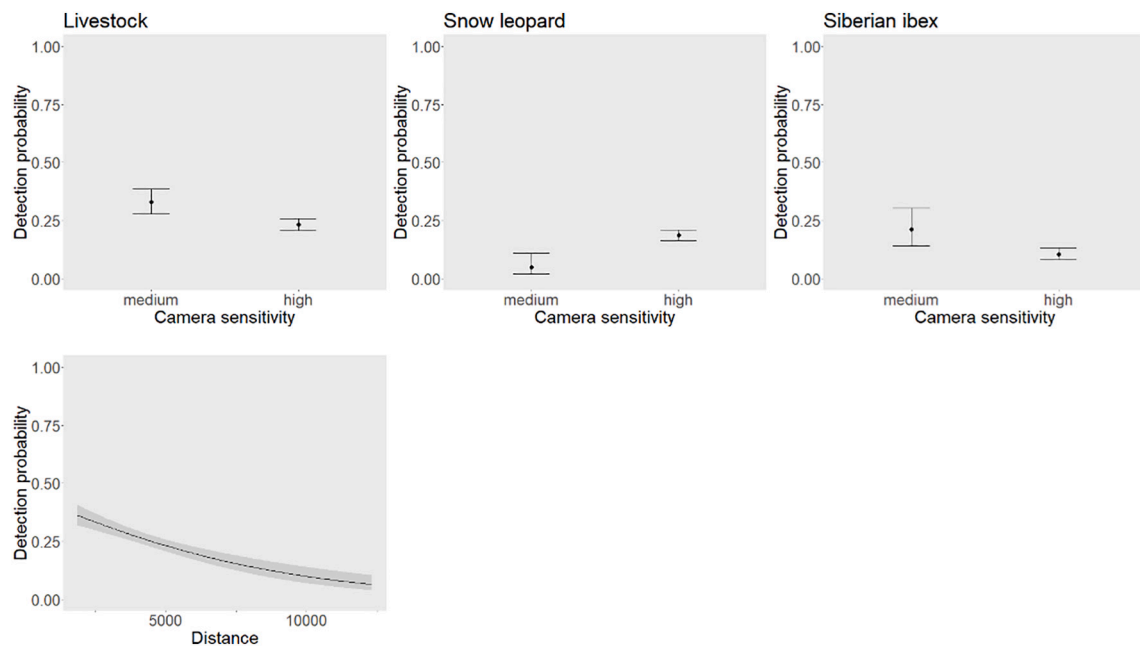 Livestock
Snow leopard
Siberian ibex
Detection probability
1.00
0.75
0.50
0.25
0.00
medium high
Camera sensitivity
Detection probability
1.00
0.75
0.50
0.25
0.00
medium high
Camera sensitivity
Detection probability
1.00
0.75
0.50
0.25
0.00
medium high
Camera sensitivity
Detection probability
1.00
0.75
0.50
0.25
0.00
5000 10000
Distance